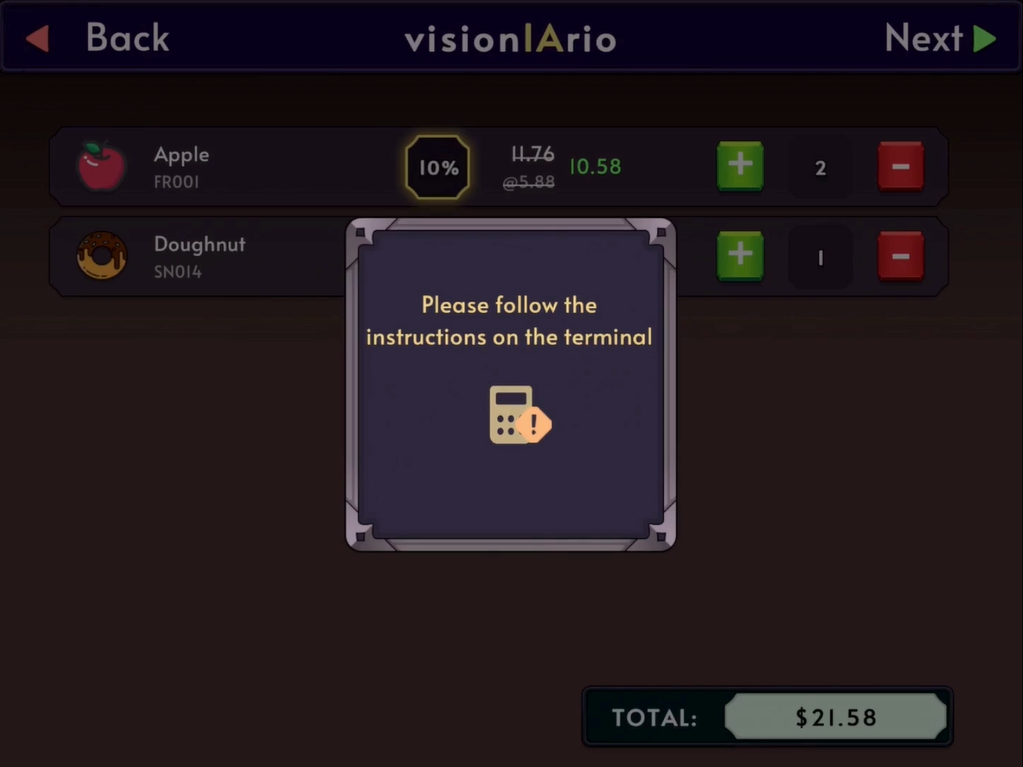 Back
visionIArio
Next
Apple
FR001
10%
11.76
@5.88
10.58
+
2
-
Doughnut
SN014
+
1
-
Please follow the
instructions on the terminal
!
TOTAL:
$21.58